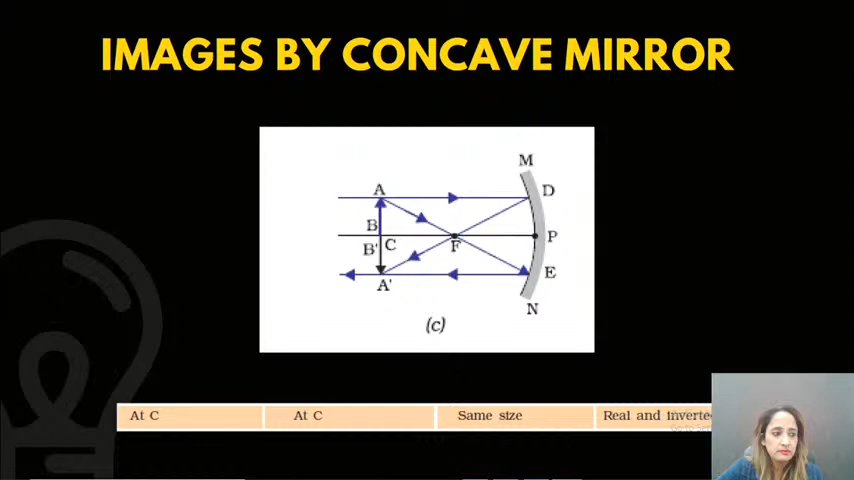 IMAGES BY CONCAVE MIRROR
M
A
D
B
B'
C
F
P
A'
E
N
(c)
At C
At C
Same size
Real and inverted